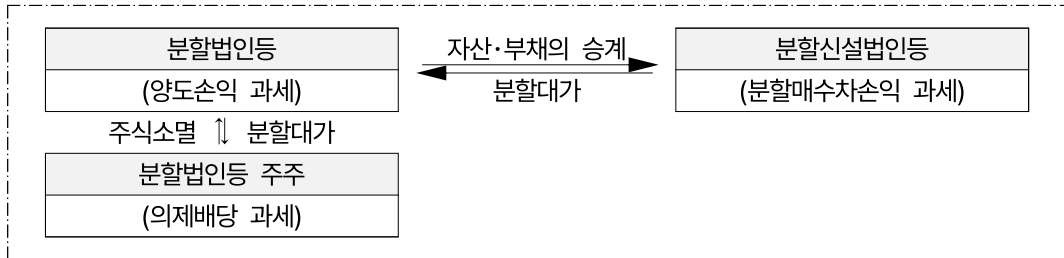 분할법인등
(양도손익 과세)
자산·부채의 승계
분할대가
분할신설법인등
(분할매수차손익 과세)
주식소멸 ⇅ 분할대가
분할법인등 주주
(의제배당 과세)